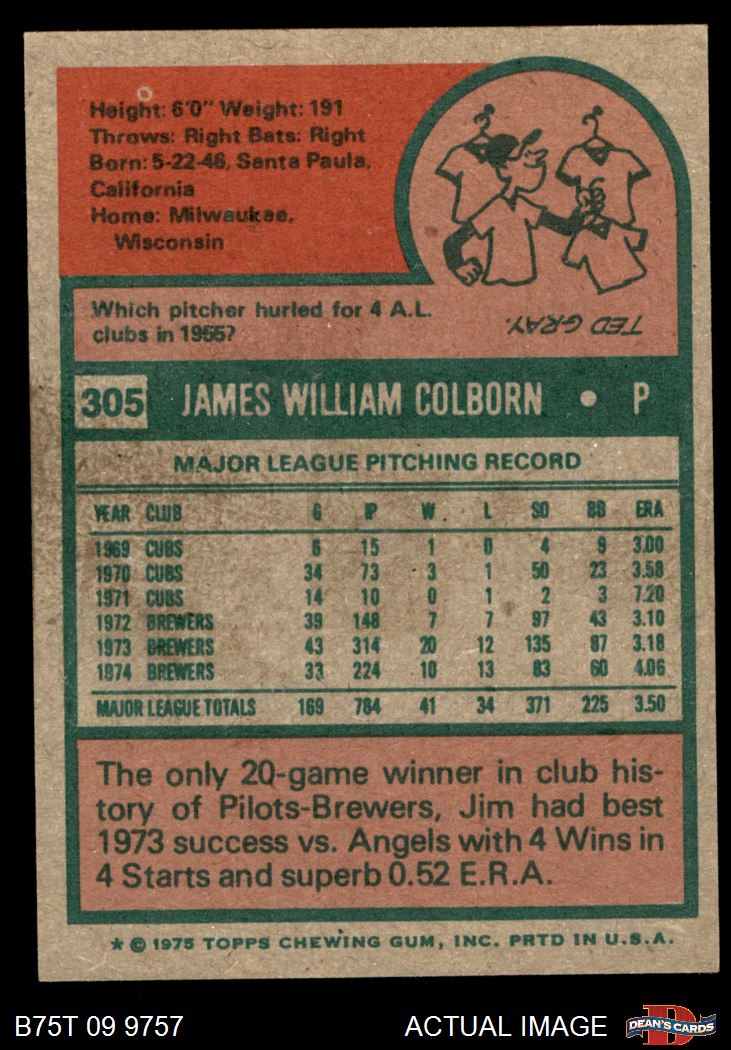 Height: 6'0" Weight: 191
Throws: Right Bats: Right
Born: 5-22-46, Santa Paula,
California
Home: Milwaukee,
Wisconsin
Which pitcher hurled for 4 A.L.
clubs in 1955?
TED GRAY.
305 JAMES WILLIAM COLBORN • P
MAJOR LEAGUE PITCHING RECORD
YEAR CLUB G IP W L SO BB ERA
1969 CUBS 6 15 1 0 4 9 3.00
1970 CUBS 34 73 3 1 50 23 3.58
1971 CUBS 14 10 0 1 2 3 7.20
1972 BREWERS 39 148 7 7 97 43 3.10
1973 BREWERS 43 314 20 12 135 87 3.18
1974 BREWERS 33 224 10 13 83 60 4.06
MAJOR LEAGUE TOTALS 169 784 41 34 371 225 3.50
The only 20-game winner in club his-
tory of Pilots-Brewers, Jim had best
1973 success vs. Angels with 4 Wins in
4 Starts and superb 0.52 E.R.A.
★ © 1975 TOPPS CHEWING GUM, INC. PRTD IN U.S.A.
B75T 09 9757 ACTUAL IMAGE DEAN'S CARDS